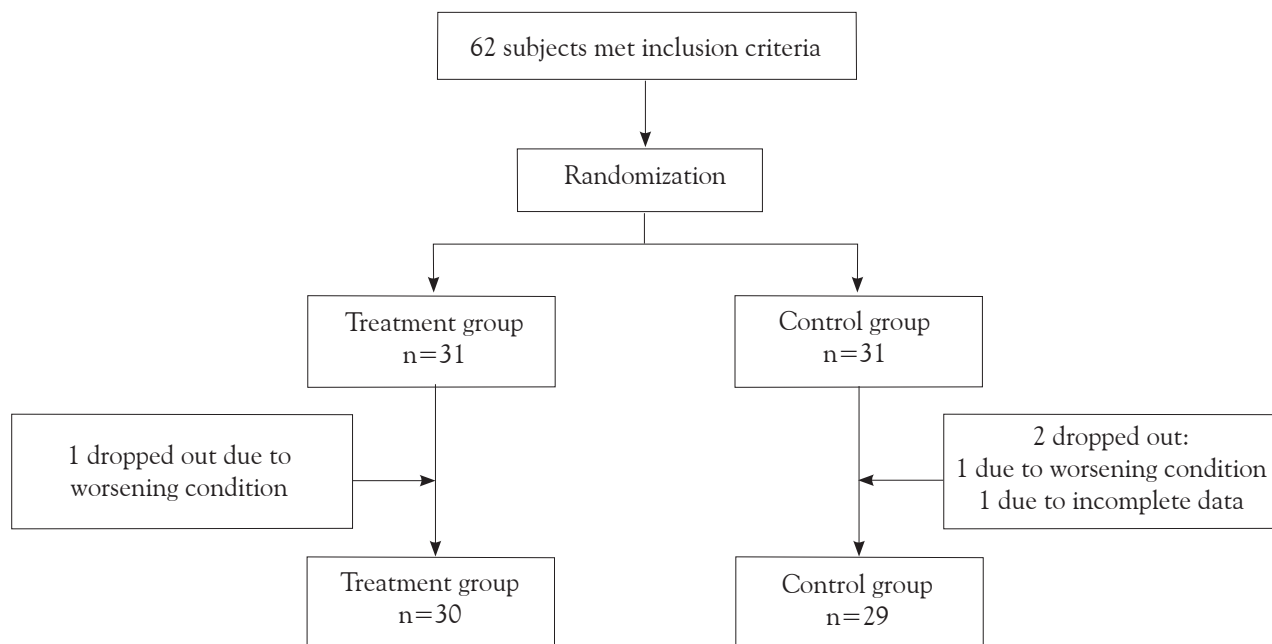 62 subjects met inclusion criteria
Randomization
Treatment group
n=31
Control group
n=31
1 dropped out due to
worsening condition
2 dropped out:
1 due to worsening condition
1 due to incomplete data
Treatment group
n=30
Control group
n=29